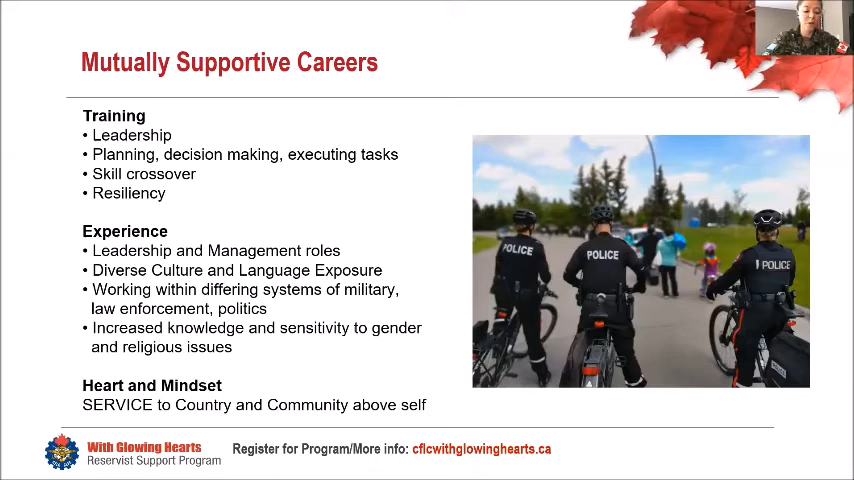 Mutually Supportive Careers
Training
• Leadership
• Planning, decision making, executing tasks
• Skill crossover
• Resiliency
Experience
• Leadership and Management roles
• Diverse Culture and Language Exposure
• Working within differing systems of military,
law enforcement, politics
• Increased knowledge and sensitivity to gender
and religious issues
Heart and Mindset
SERVICE to Country and Community above self
POLICE
POLICE
POLICE
With Glowing Hearts
Reservist Support Program
Register for Program/More info: cflcwithglowinghearts.ca